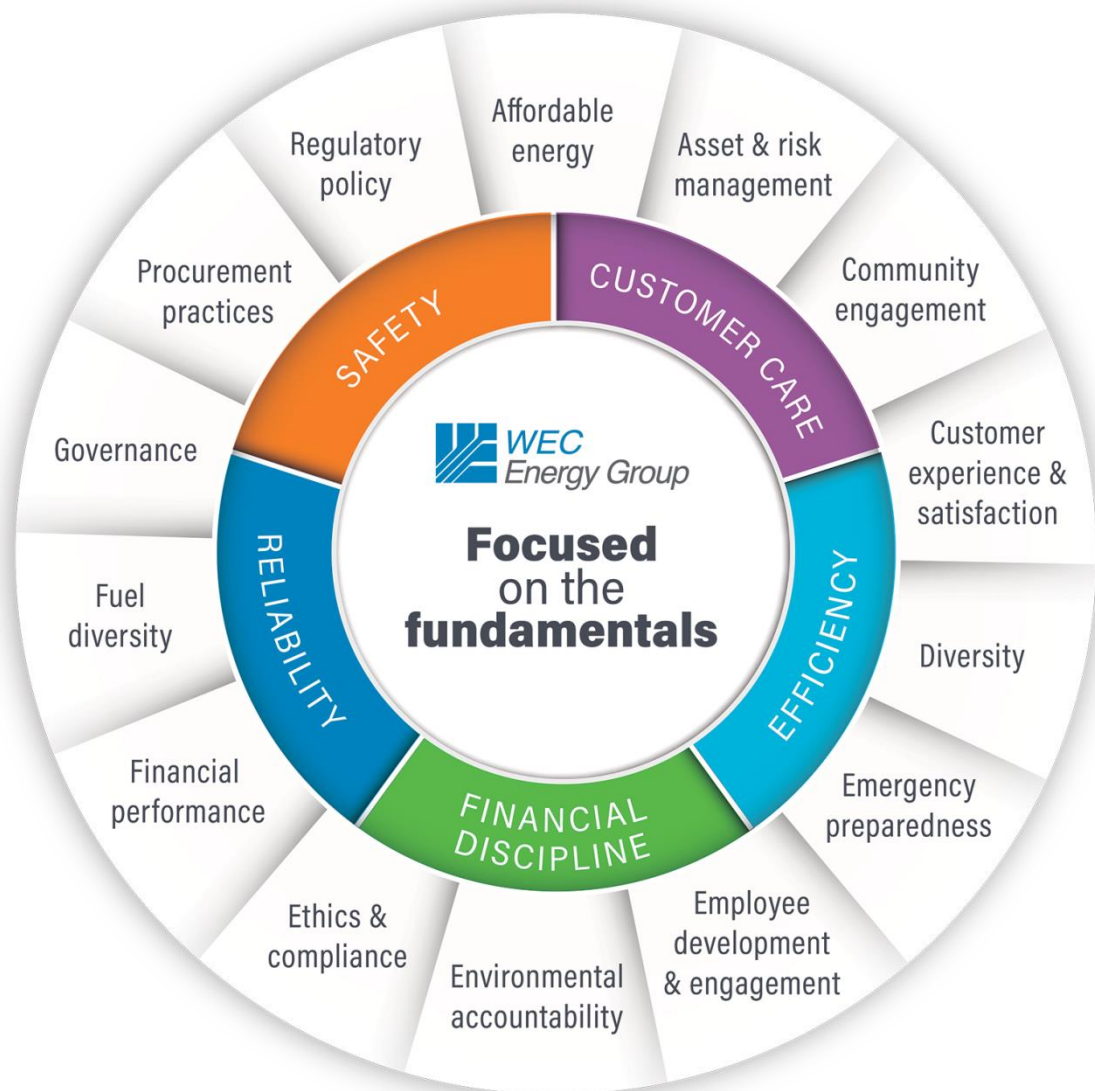 WEC
Energy Group
Focused
on the
fundamentals
SAFETY
CUSTOMER CARE
EFFICIENCY
FINANCIAL
DISCIPLINE
RELIABILITY
Affordable
energy
Asset & risk
management
Community
engagement
Customer
experience &
satisfaction
Diversity
Emergency
preparedness
Employee
development
& engagement
Environmental
accountability
Ethics &
compliance
Financial
performance
Fuel
diversity
Governance
Procurement
practices
Regulatory
policy